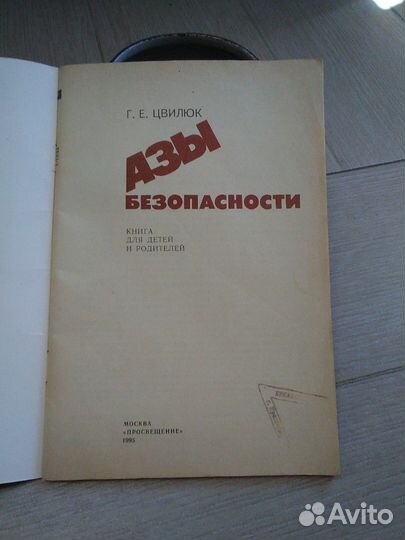 Г. Е. ЦВИЛЮК
АЗЫ
БЕЗОПАСНОСТИ
КНИГА
ДЛЯ ДЕТЕЙ
И РОДИТЕЛЕЙ
МОСКВА
«ПРОСВЕЩЕНИЕ»
1995
Avito